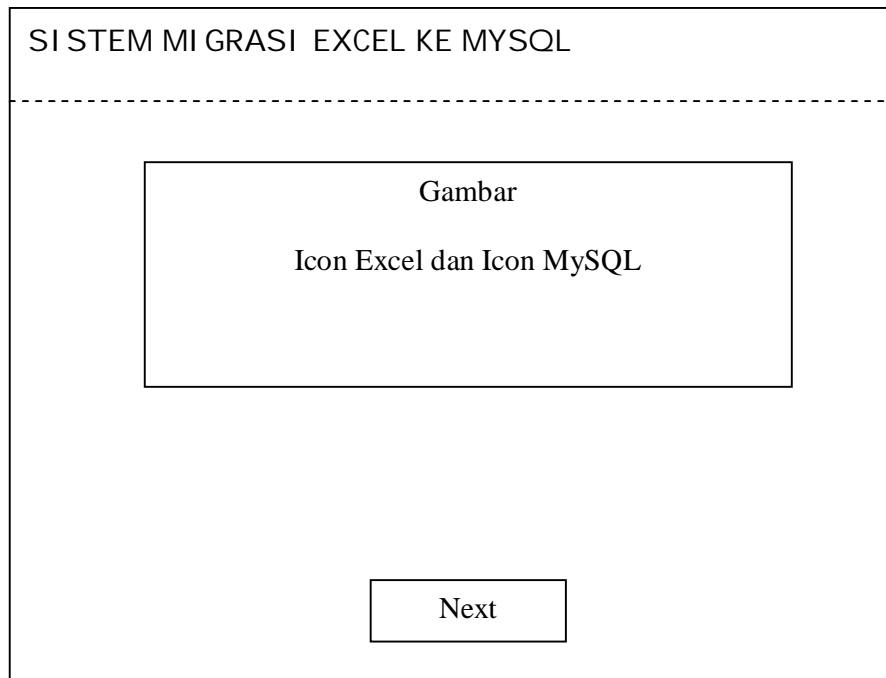 SISTEM MIGRASI EXCEL KE MYSQL
Gambar
Icon Excel dan Icon MySQL
Next